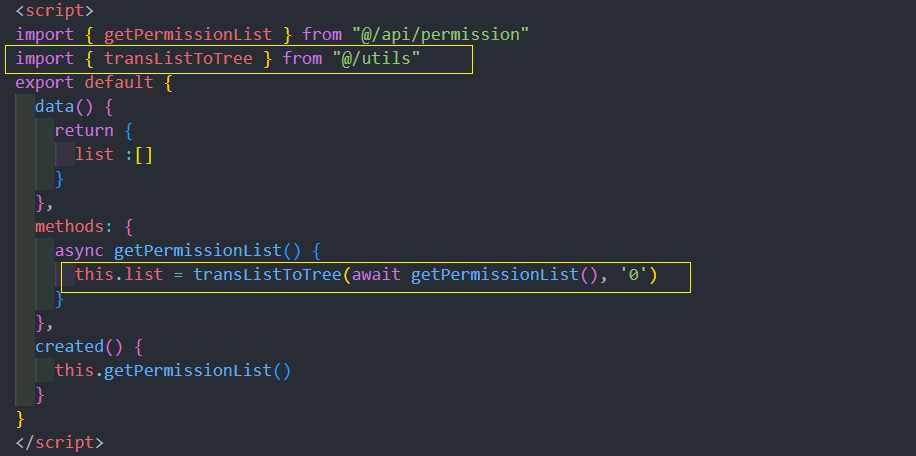 <script>
import { getPermissionList } from "@/api/permission"
import { transListToTree } from "@/utils"
export default {
  data() {
    return {
      list :[]
    }
  },
  methods: {
    async getPermissionList() {
      this.list = transListToTree(await getPermissionList(), '0')
    }
  },
  created() {
    this.getPermissionList()
  }
}
</script>